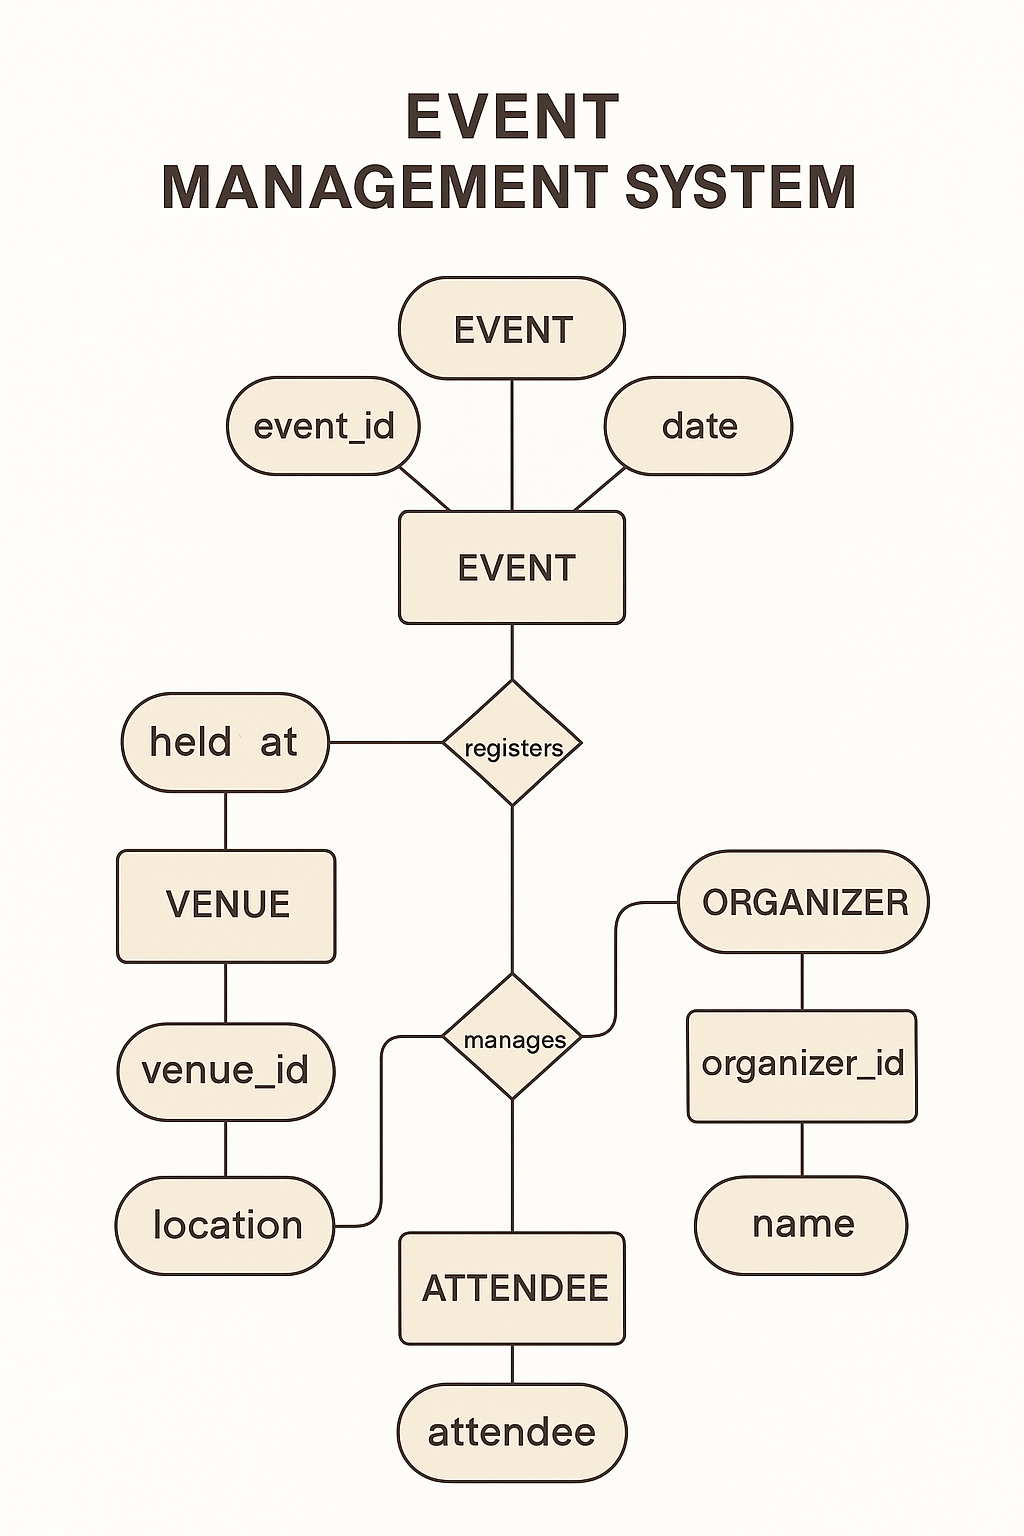 EVENT
MANAGEMENT SYSTEM
EVENT
event_id
date
EVENT
held at
registers
VENUE
ORGANIZER
manages
organizer_id
venue_id
location
name
ATTENDEE
attendee